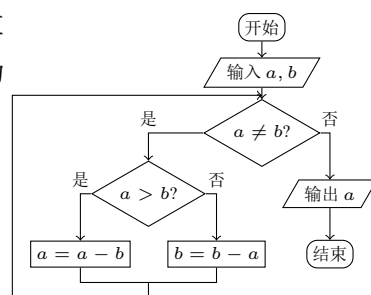 开始
输入 a, b
a ≠ b?
是
否
a > b?
是
否
输出 a
a = a − b
b = b − a
结束